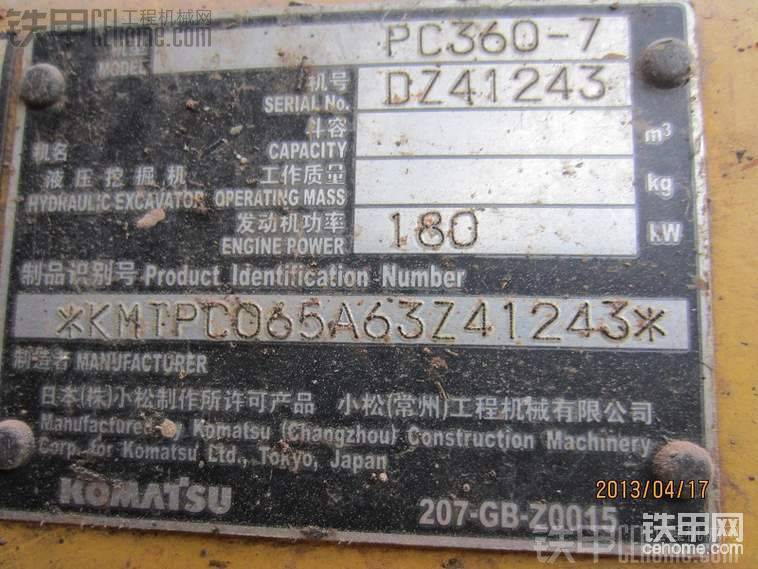 铁甲 工程机械网
cehome.com
MODEL PC360-7
机号
SERIAL No. DZ41243
斗容
CAPACITY m³
机名
液压挖掘机 工作质量
HYDRAULIC EXCAVATOR OPERATING MASS kg
发动机功率
ENGINE POWER 180 kW
制品识别号 Product Identification Number
*KMTPC065A63Z41243*
制造者 MANUFACTURER
日本(株)小松制作所许可产品 小松(常州)工程机械有限公司
Manufactured by Komatsu (Changzhou) Construction Machinery
Corp. for Komatsu Ltd., Tokyo, Japan
KOMATSU
207-GB-Z0015
2013/04/17
铁甲网
cehome.com